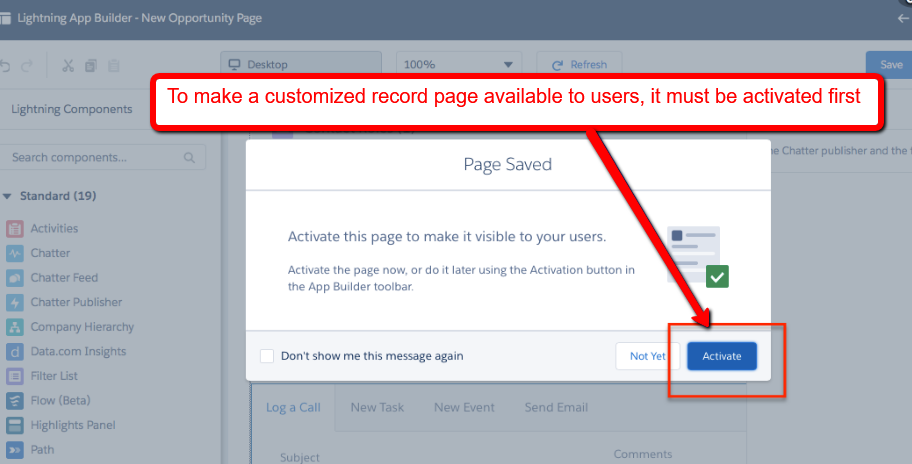 Lightning App Builder - New Opportunity Page
Desktop
100%
Refresh
Save
To make a customized record page available to users, it must be activated first
Lightning Components
Search components...
Standard (19)
Activities
Chatter
Chatter Feed
Chatter Publisher
Company Hierarchy
Data.com Insights
Filter List
Flow (Beta)
Highlights Panel
Path
Chatter publisher and the
Page Saved
Activate this page to make it visible to your users.
Activate the page now, or do it later using the Activation button in
the App Builder toolbar.
Don't show me this message again
Not Yet
Activate
Log a Call
New Task
New Event
Send Email
Subject
Comments